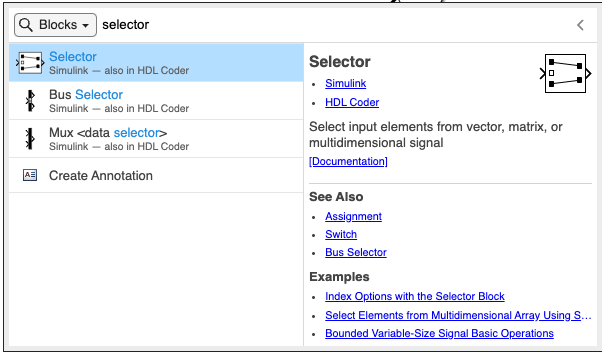 Blocks selector
Selector
Simulink — also in HDL Coder
Bus Selector
Simulink — also in HDL Coder
Mux <data selector>
Simulink — also in HDL Coder
Create Annotation
Selector
• Simulink
• HDL Coder
Select input elements from vector, matrix, or
multidimensional signal
[Documentation]
See Also
• Assignment
• Switch
• Bus Selector
Examples
• Index Options with the Selector Block
• Select Elements from Multidimensional Array Using S...
• Bounded Variable-Size Signal Basic Operations